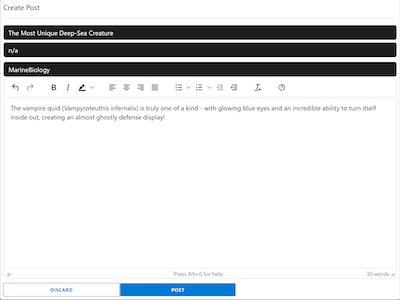 Create Post
The Most Unique Deep-Sea Creature
n/a
MarineBiology
B I
The vampire quid (Vampyroteuthis infernalis) is truly one of a kind - with glowing blue eyes and an incredible ability to turn itself
inside out, creating an almost ghostly defense display!
p Press Alt+0 for help 30 words
DISCARD POST